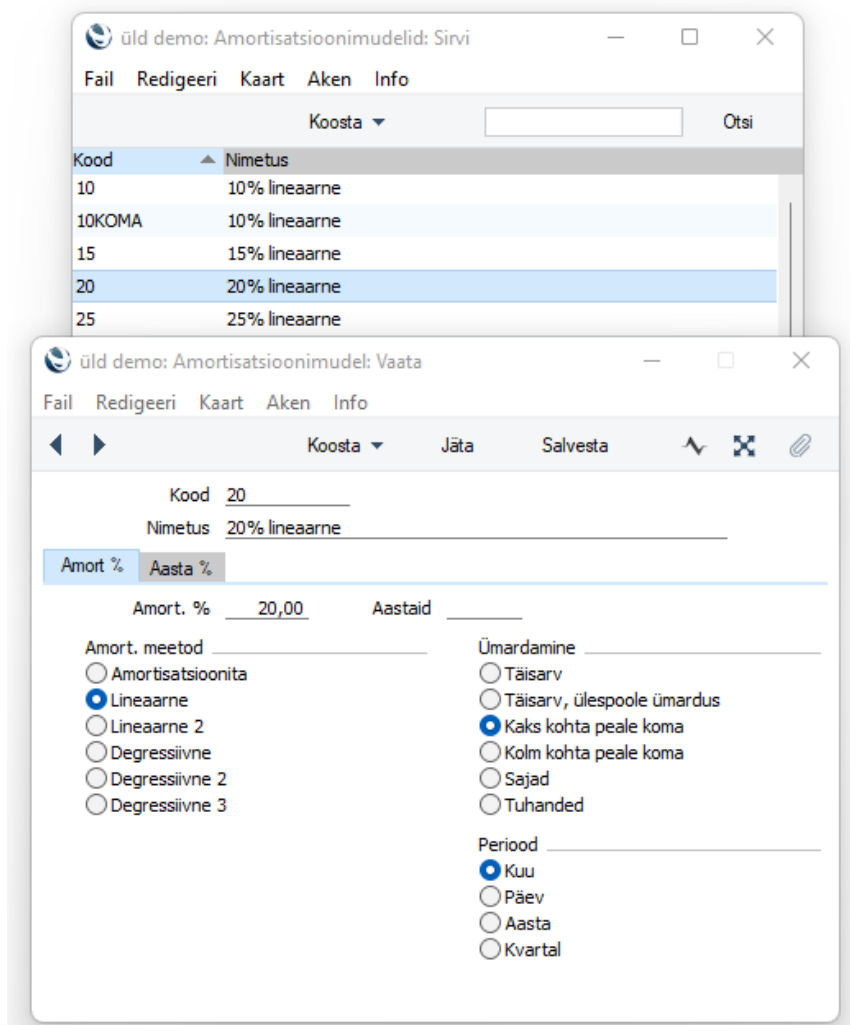 üld demo: Amortisatsioonimudelid: Sirvi
Fail Redigeeri Kaart Aken Info
Koosta Otsi
Kood Nimetus
10 10% lineaarne
10KOMA 10% lineaarne
15 15% lineaarne
20 20% lineaarne
25 25% lineaarne
üld demo: Amortisatsioonimudel: Vaata
Fail Redigeeri Kaart Aken Info
Koosta Jäta Salvesta
Kood 20
Nimetus 20% lineaarne
Amort % Aasta %
Amort. % 20,00 Aastaid
Amort. meetod Ümardamine
Amortisatsioonita Täisarv
Lineaarne Täisarv, ülespoole ümardus
Lineaarne 2 Kaks kohta peale koma
Degressiivne Kolm kohta peale koma
Degressiivne 2 Sajad
Degressiivne 3 Tuhanded
Periood
Kuu
Päev
Aasta
Kvartal